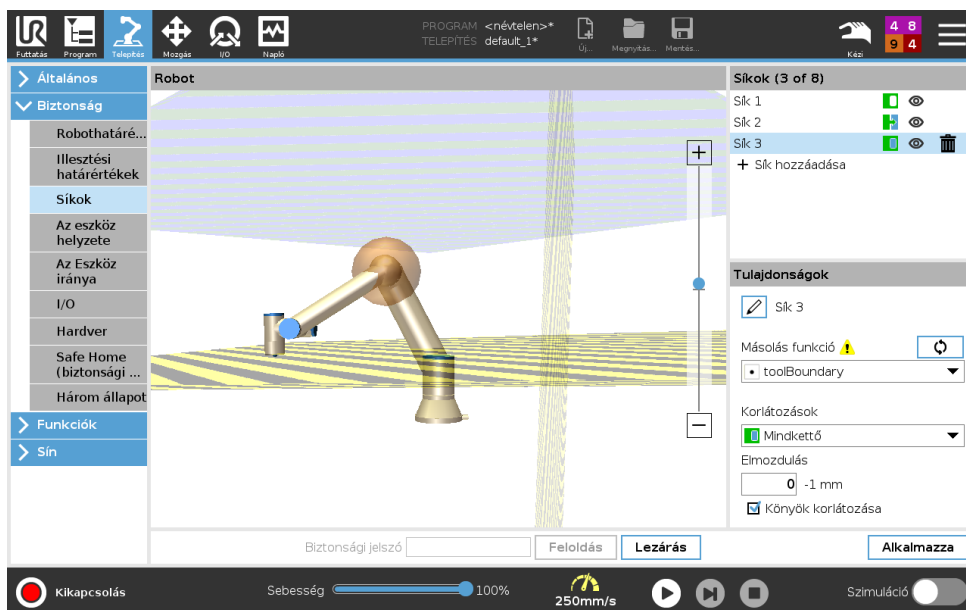 PROGRAM <névtelen>*
TELEPÍTÉS default_1*
Futtatás
Program
Telepítés
Mozgás
I/O
Napló
Új...
Megnyitás...
Mentés...
Kézi
4 8
9 4
Általános
Biztonság
Robothatáré...
Illesztési
határértékek
Síkok
Az eszköz
helyzete
Az Eszköz
iránya
I/O
Hardver
Safe Home
(biztonsági ...
Három állapot
Funkciók
Sín
Robot
Síkok (3 of 8)
Sík 1
Sík 2
Sík 3
+ Sík hozzáadása
Tulajdonságok
Sík 3
Másolás funkció
toolBoundary
Korlátozások
Mindkettő
Elmozdulás
0 -1 mm
Könyök korlátozása
Biztonsági jelszó
Feloldás
Lezárás
Alkalmazza
Kikapcsolás
Sebesség
100%
250mm/s
Szimuláció